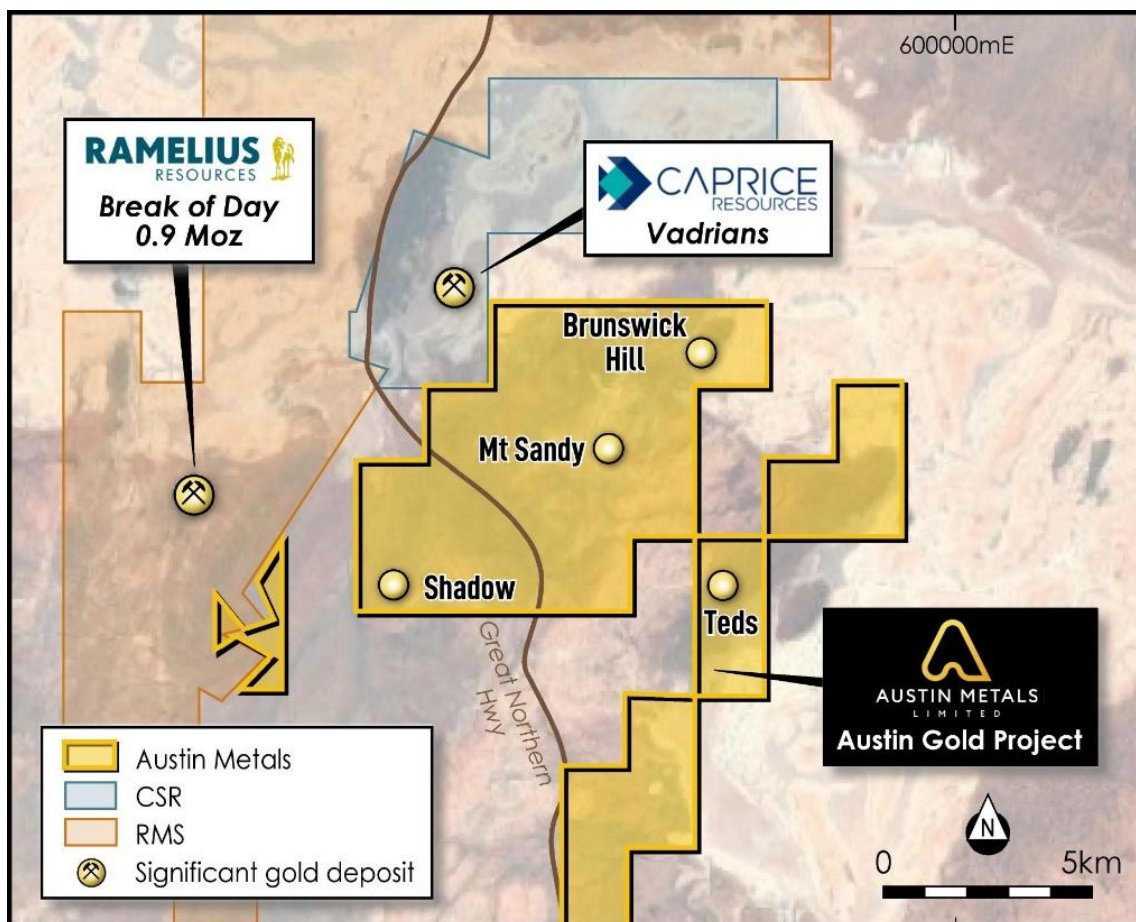 600000mE
RAMELIUS
RESOURCES
Break of Day
0.9 Moz
CAPRICE
RESOURCES
Vadrians
Brunswick
Hill
Mt Sandy
Shadow
Teds
Great Northern
Hwy
AUSTIN METALS
LIMITED
Austin Gold Project
Austin Metals
CSR
RMS
Significant gold deposit
N
0 5km